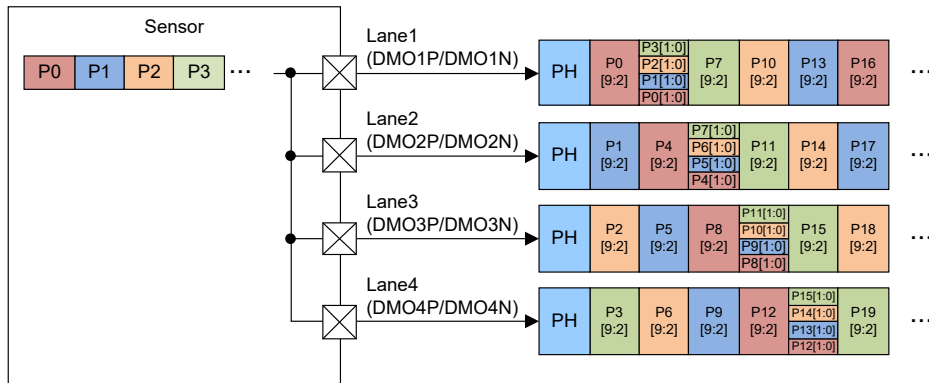 Sensor
P0 P1 P2 P3 ...
Lane1
(DMO1P/DMO1N)
PH
P0
[9:2]
P3[1:0]
P2[1:0]
P1[1:0]
P0[1:0]
P7
[9:2]
P10
[9:2]
P13
[9:2]
P16
[9:2]
...
Lane2
(DMO2P/DMO2N)
PH
P1
[9:2]
P4
[9:2]
P7[1:0]
P6[1:0]
P5[1:0]
P4[1:0]
P11
[9:2]
P14
[9:2]
P17
[9:2]
...
Lane3
(DMO3P/DMO3N)
PH
P2
[9:2]
P5
[9:2]
P8
[9:2]
P11[1:0]
P10[1:0]
P9[1:0]
P8[1:0]
P15
[9:2]
P18
[9:2]
...
Lane4
(DMO4P/DMO4N)
PH
P3
[9:2]
P6
[9:2]
P9
[9:2]
P12
[9:2]
P15[1:0]
P14[1:0]
P13[1:0]
P12[1:0]
P19
[9:2]
...